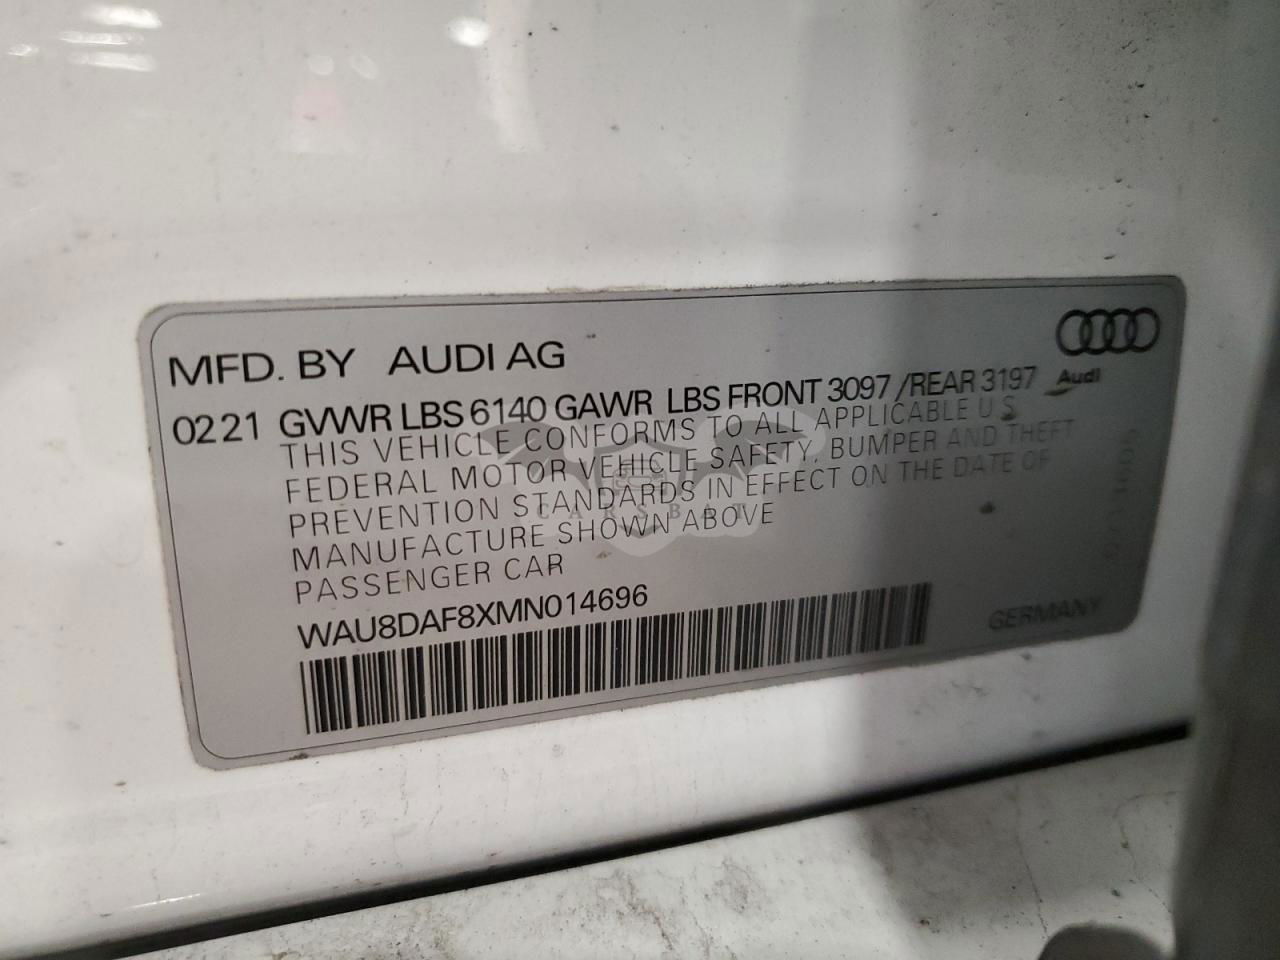 MFD. BY AUDI AG
Audi
0221 GVWR LBS 6140 GAWR LBS FRONT 3097 /REAR 3197
THIS VEHICLE CONFORMS TO ALL APPLICABLE U.S
FEDERAL MOTOR VEHICLE SAFETY, BUMPER AND THEFT
PREVENTION STANDARDS IN EFFECT ON THE DATE OF
MANUFACTURE SHOWN ABOVE
PASSENGER CAR
WAU8DAF8XMN014696
GERMANY
CARSBAT